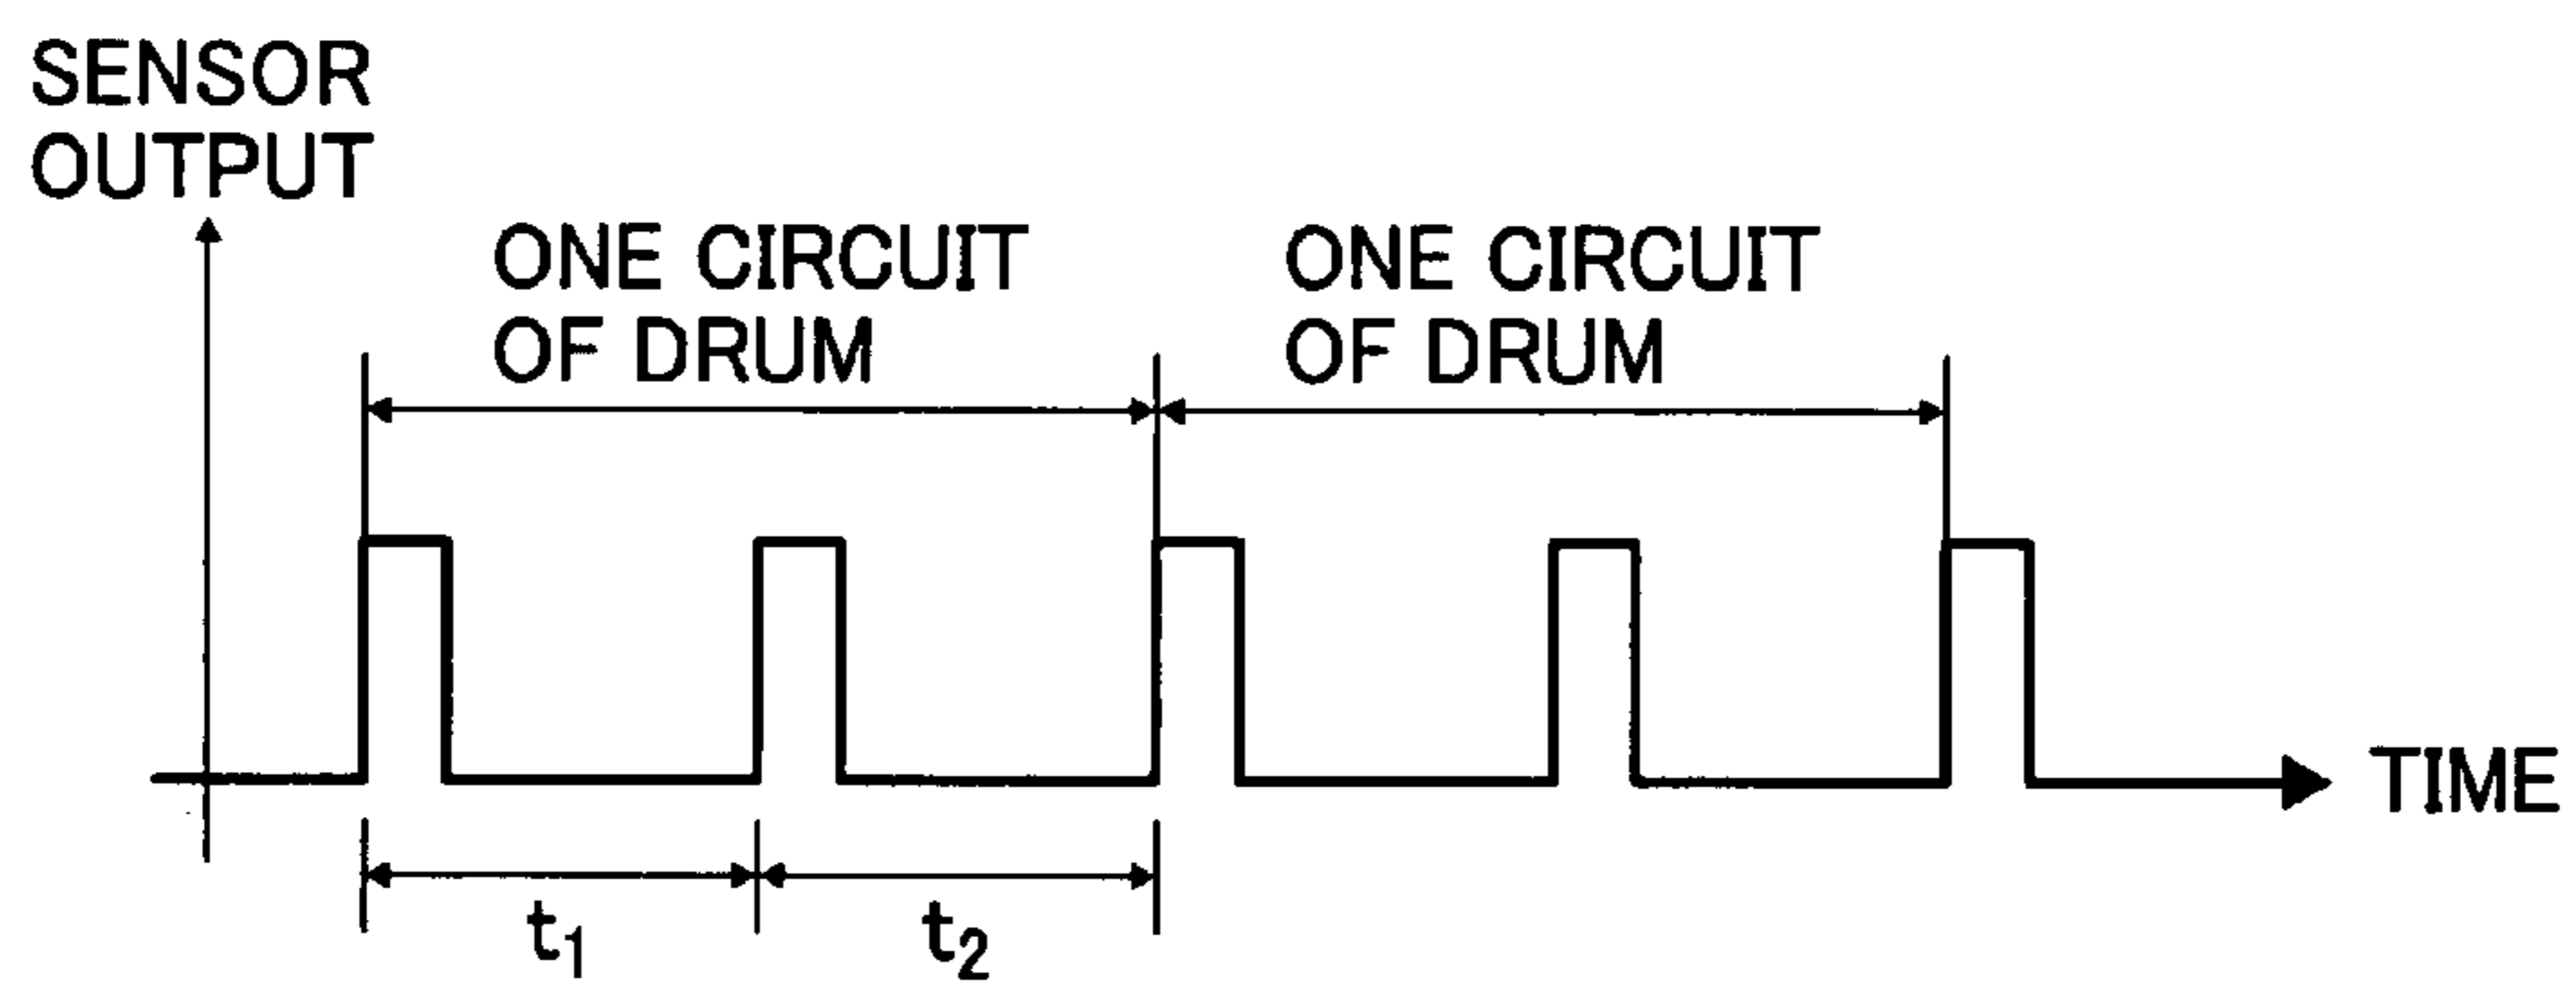 SENSOR
OUTPUT
ONE CIRCUIT
OF DRUM
ONE CIRCUIT
OF DRUM
TIME
t₁
t₂